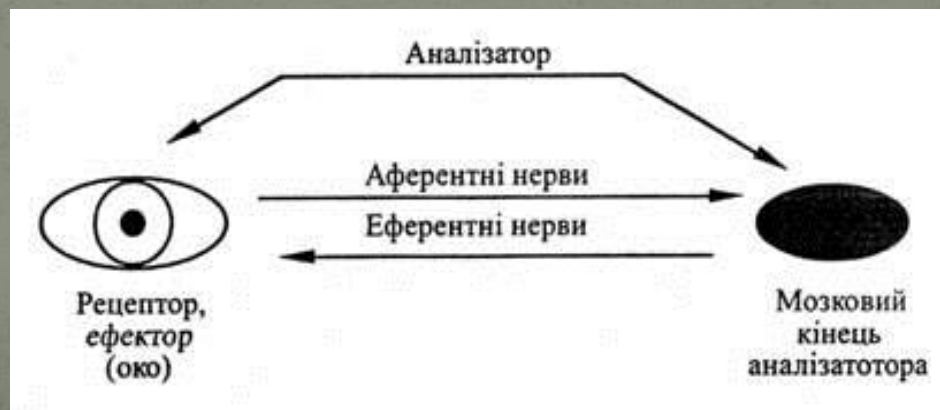 Аналізатор
Аферентні нерви
Еферентні нерви
Рецептор,
ефектор
(око)
Мозковий
кінець
аналізатотора